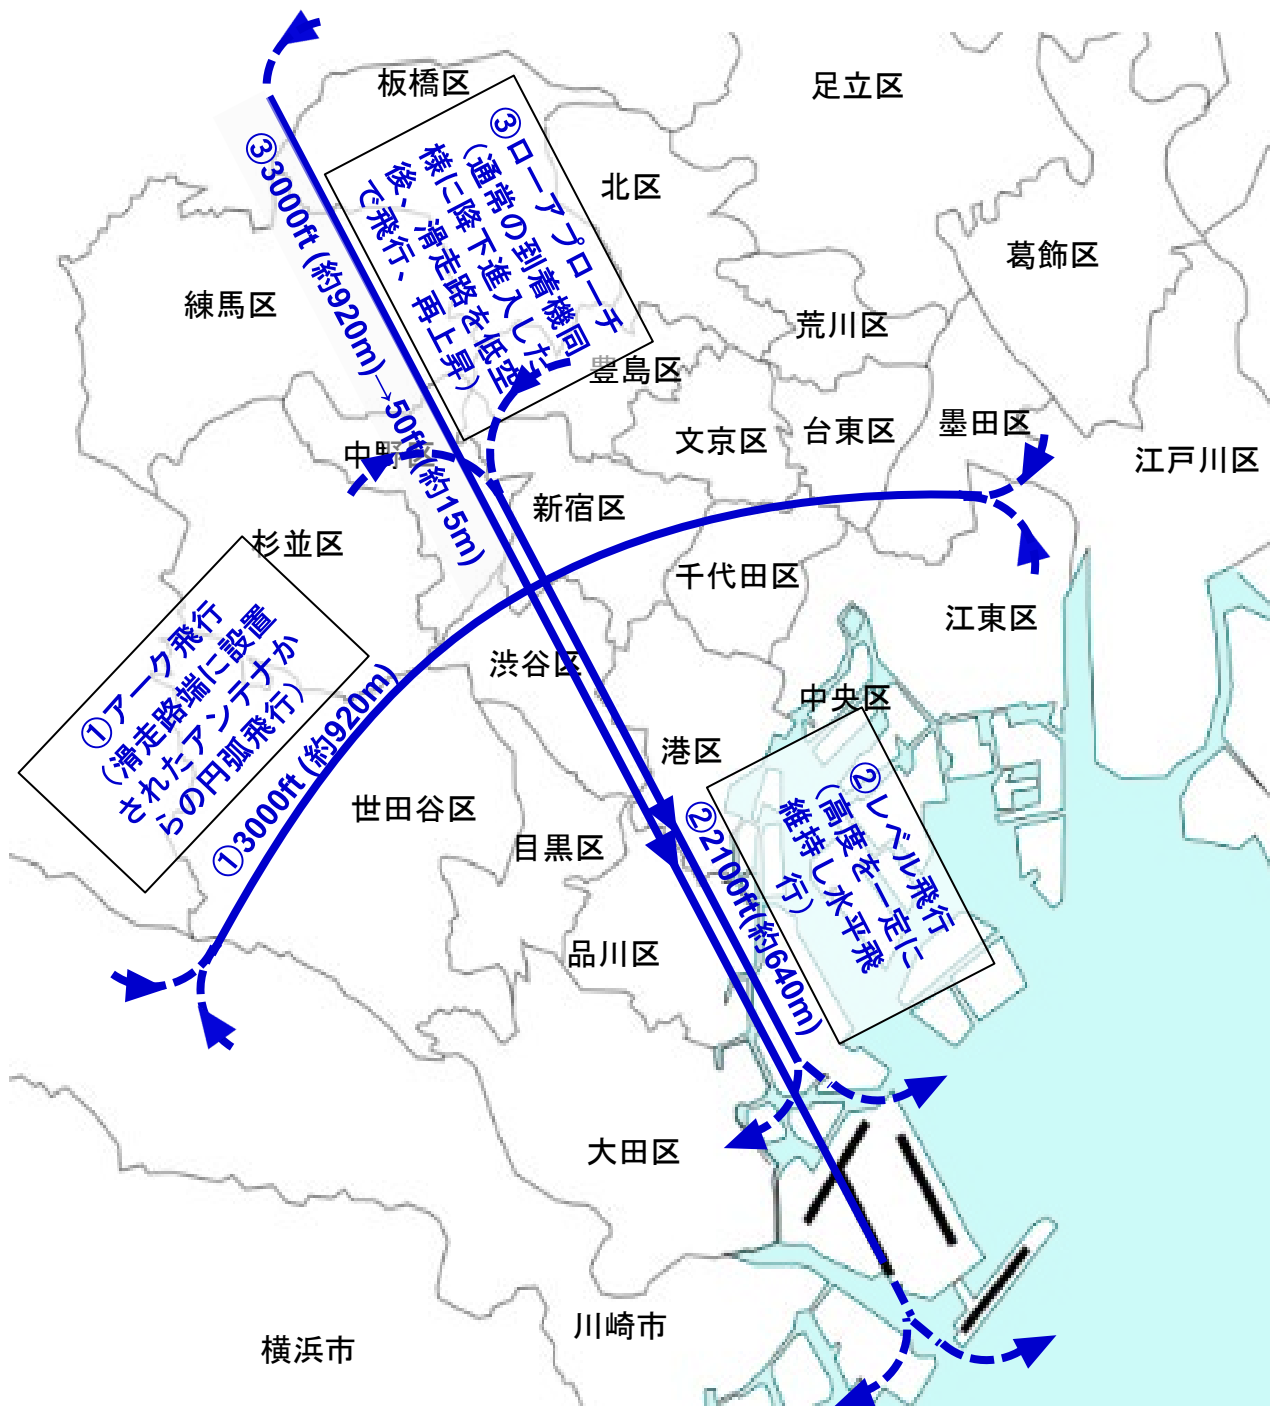 板橋区
足立区
③ローアプローチ
（通常の到着機同
様に降下進入した
後、滑走路を低空
で飛行、再上昇）
北区
③3000ft (約920m)→50ft (約15m)
葛飾区
練馬区
荒川区
豊島区
文京区
台東区
墨田区
江戸川区
中野区
新宿区
杉並区
千代田区
江東区
①アーク飛行
（滑走路端に設置
されたアンテナか
らの円弧飛行）
①3000ft (約920m)
渋谷区
中央区
港区
②レベル飛行
（高度を一定に
維持し水平飛
行）
②2100ft(約640m)
世田谷区
目黒区
品川区
大田区
川崎市
横浜市